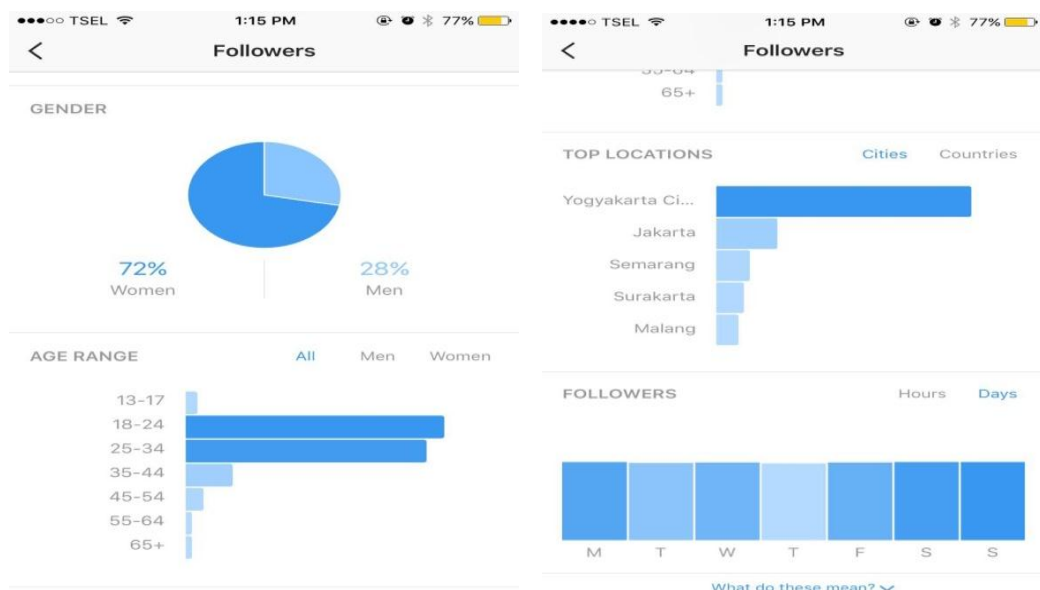 TSEL 1:15 PM 77%
Followers
GENDER
72% 28%
Women Men
AGE RANGE All Men Women
13-17
18-24
25-34
35-44
45-54
55-64
65+
TSEL 1:15 PM 77%
Followers
65+
TOP LOCATIONS Cities Countries
Yogyakarta Ci...
Jakarta
Semarang
Surakarta
Malang
FOLLOWERS Hours Days
M T W T F S S
What do these mean?